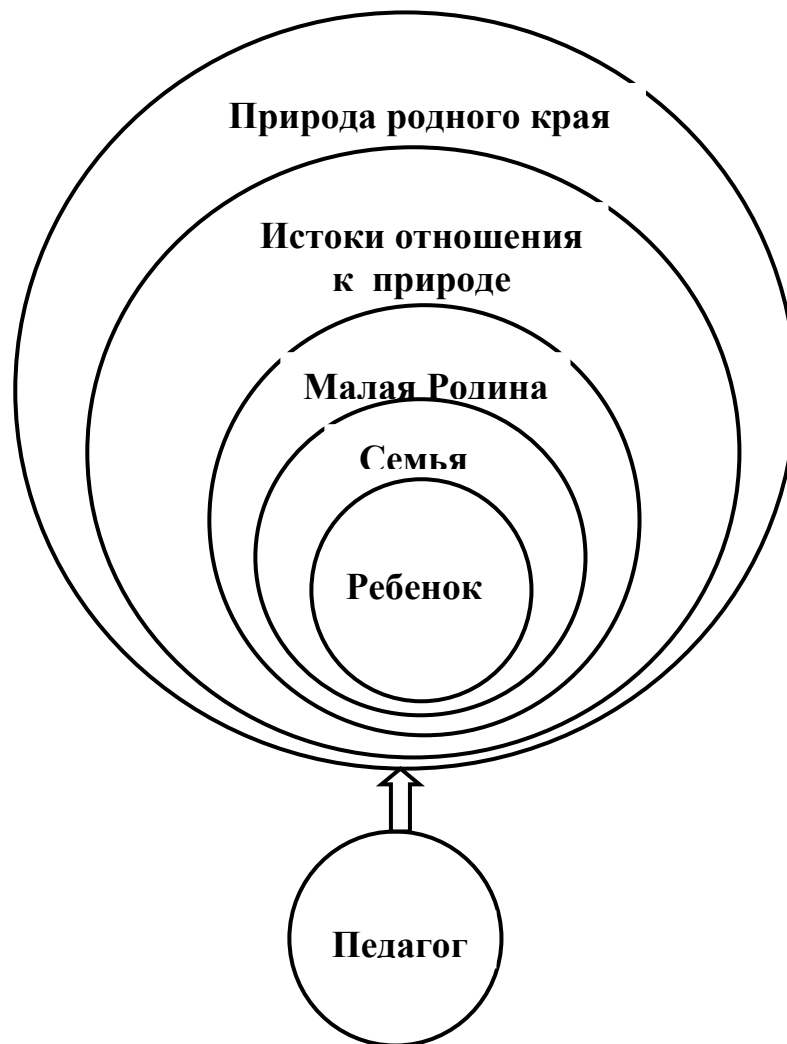 Природа родного края
Истоки отношения
к природе
Малая Родина
Семья
Ребенок
Педагог